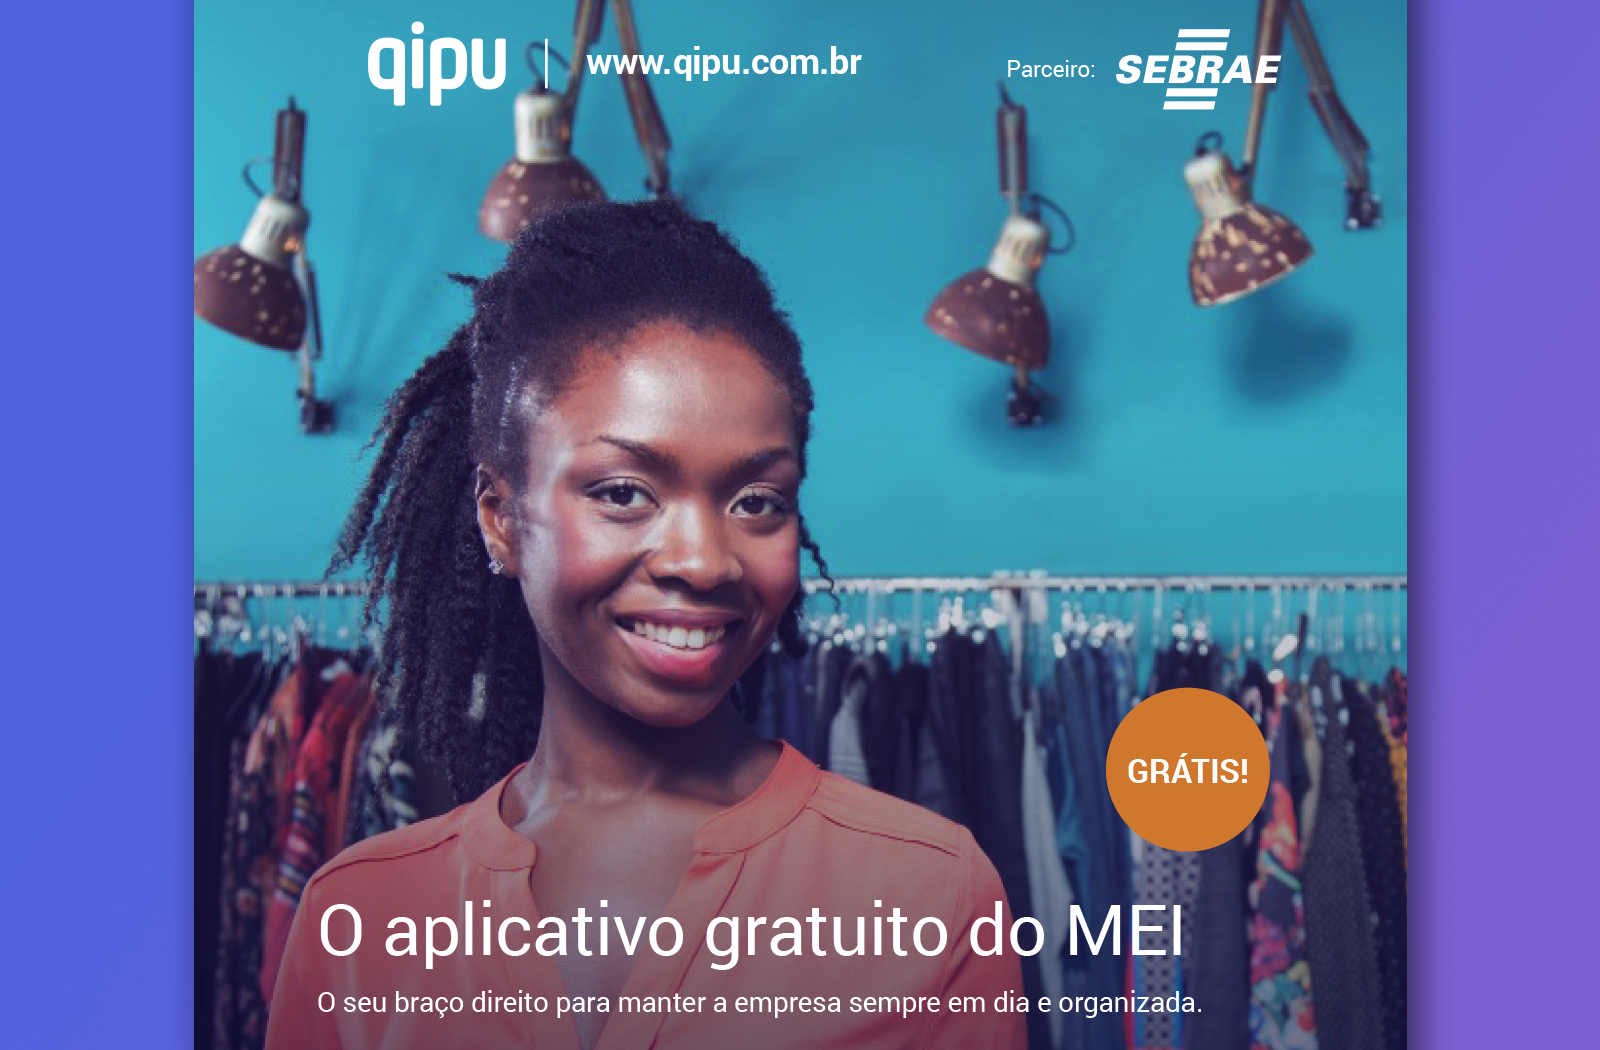 qipu | www.qipu.com.br
Parceiro: SEBRAE
GRÁTIS!
O aplicativo gratuito do MEI
O seu braço direito para manter a empresa sempre em dia e organizada.